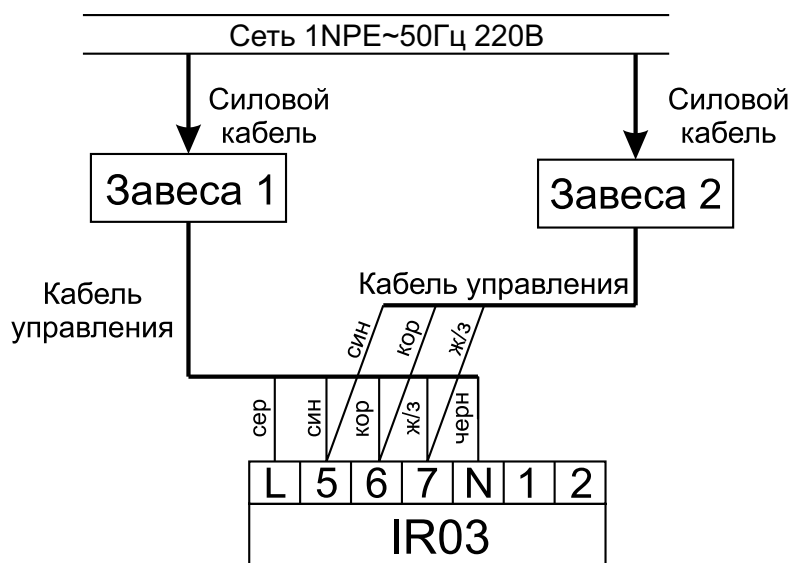 Сеть 1NPE~50Гц 220В
Силовой
кабель
Силовой
кабель
Завеса 1
Завеса 2
Кабель
управления
Кабель управления
син
кор
ж/з
сер
син
кор
ж/з
черн
L 5 6 7 N 1 2
IR03